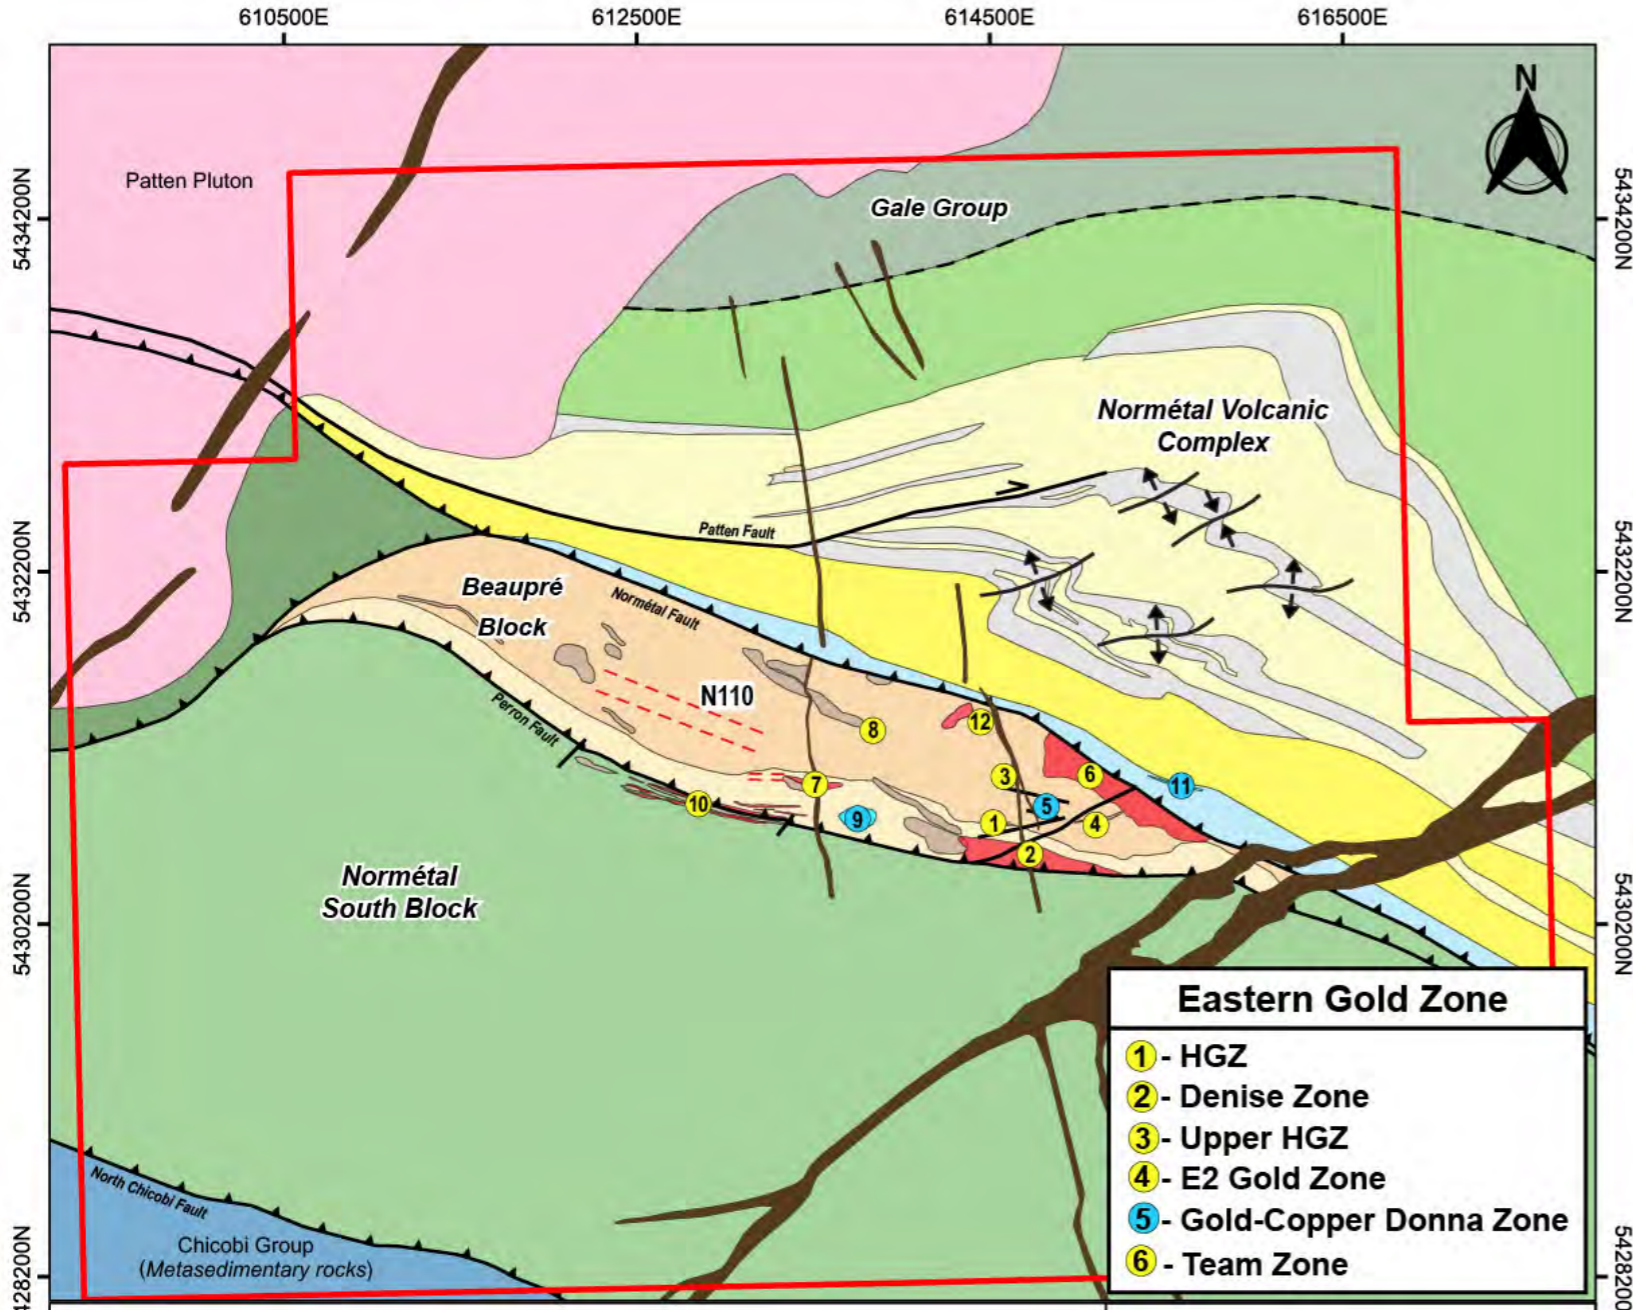 610500E 612500E 614500E 616500E
N
Patten Pluton
5434200N
Gale Group
5434200N
Normétal Volcanic
Complex
Patten Fault
5432200N
Beaupré
Block
Normétal Fault
5432200N
N110
Perron Fault
8
12
3
6
11
7
10
5
9
1
4
2
Normétal
South Block
5430200N
5430200N
Eastern Gold Zone
1 - HGZ
2 - Denise Zone
3 - Upper HGZ
4 - E2 Gold Zone
5 - Gold-Copper Donna Zone
6 - Team Zone
North Chicobi Fault
Chicobi Group
(Metasedimentary rocks)
428200N
542820